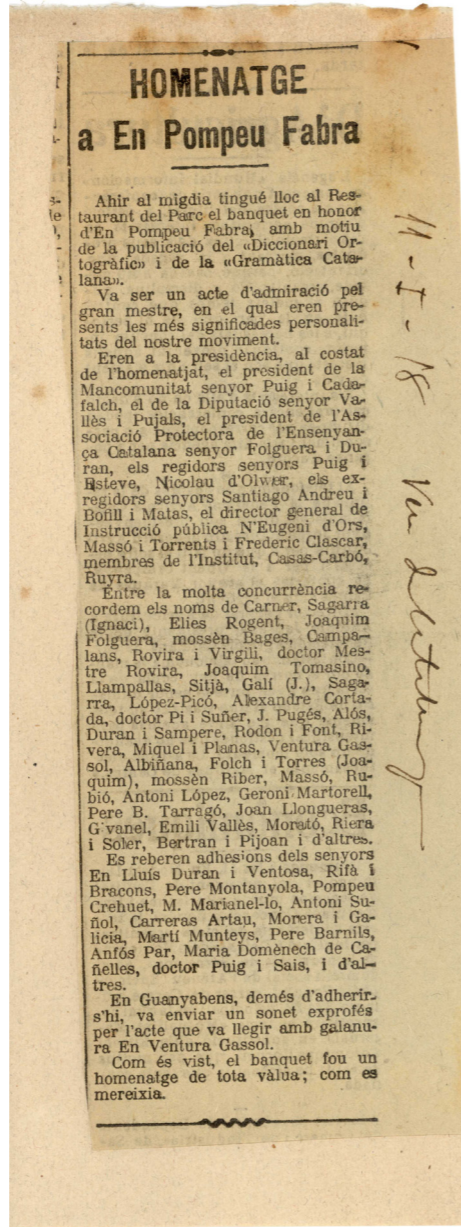 HOMENATGE
a En Pompeu Fabra
Ahir al migdia tingué lloc al Res-
taurant del Parc el banquet en honor
d'En Pompeu Fabra, amb motiu
de la publicació del «Diccionari Or-
togràfic» i de la «Gramàtica Cata-
lana».
Va ser un acte d'admiració pel
gran mestre, en el qual eren pre-
sents les més significades personali-
tats del nostre moviment.
Eren a la presidència, al costat
de l'homenatjat, el president de la
Mancomunitat senyor Puig i Cada-
falch, el de la Diputació senyor Va-
llès i Pujals, el president de l'As-
sociació Protectora de l'Ensenyan-
ça Catalana senyor Folguera i Du-
ran, els regidors senyors Puig i
Esteve, Nicolau d'Olwer, els ex-
regidors senyors Santiago Andreu i
Bofill i Matas, el director general de
Instrucció pública N'Eugeni d'Ors,
Massó i Torrents i Frederic Clascar,
membres de l'Institut, Casas-Carbó,
Ruyra.
Entre la molta concurrència re-
cordem els noms de Carner, Sagarra
(Ignaci), Elies Rogent, Joaquim
Folguera, mossèn Bages, Campa-
lans, Rovira i Virgili, doctor Mes-
tre Rovira, Joaquim Tomasino,
Llampallas, Sitjà, Galí (J.), Saga-
rra, López-Picó, Alexandre Corta-
da, doctor Pi i Suñer, J. Pugés, Alós,
Duran i Sampere, Rodon i Font, Ri-
vera, Miquel i Planas, Ventura Gas-
sol, Albiñana, Folch i Torres (Joa-
quim), mossèn Riber, Massó, Ru-
bió, Antoni López, Geroni Martorell,
Pere B. Tarragó, Joan Llongueras,
Givanel, Emili Vallès, Morató, Riera
i Soler, Bertran i Pijoan i d'altres.
Es reberen adhesions dels senyors
En Lluís Duran i Ventosa, Rifà i
Bracons, Pere Montanyola, Pompeu
Crehuet, M. Marianel-lo, Antoni Su-
ñol, Carreras Artau, Morera i Ga-
licia, Martí Munteys, Pere Barnils,
Anfós Par, Maria Domènech de Ca-
ñelles, doctor Puig i Sais, i d'al-
tres.
En Guanyabens, demés d'adherir-
s'hi, va enviar un sonet exprofés
per l'acte que va llegir amb galanu-
ra En Ventura Gassol.
Com és vist, el banquet fou un
homenatge de tota vàlua; com es
mereixia.
11-I-18 Veu